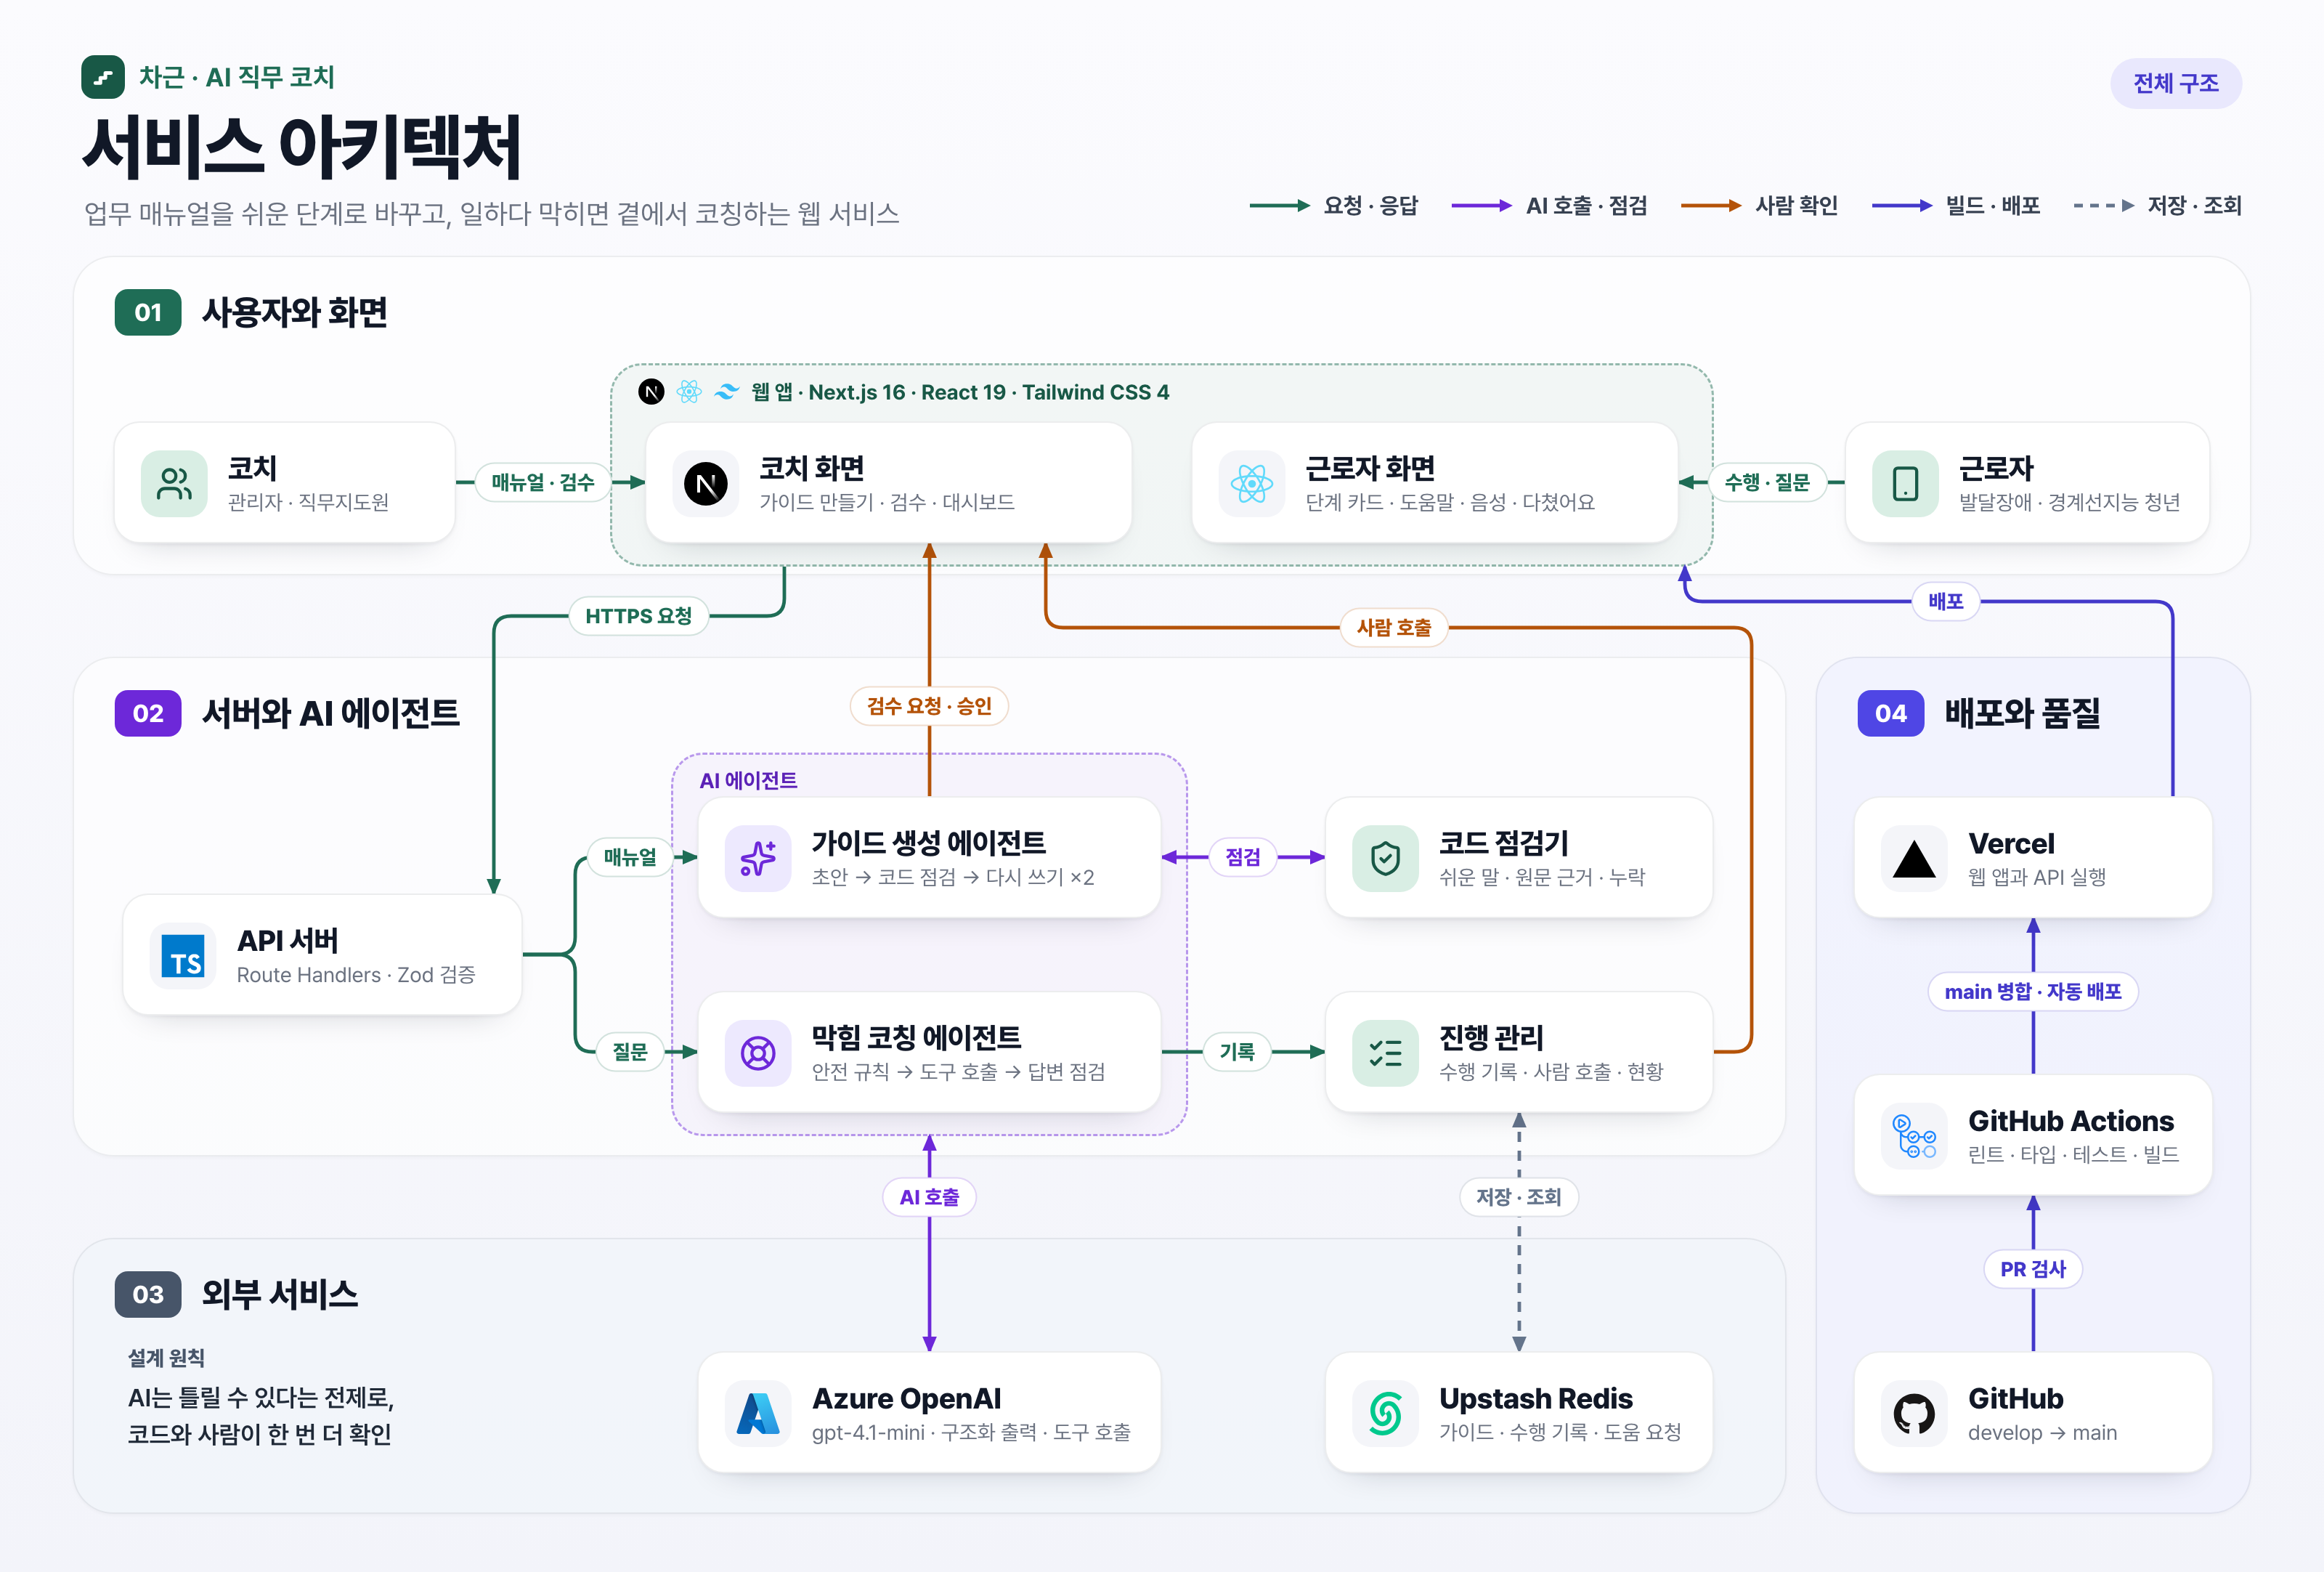 차근 · AI 직무 코치
전체 구조
서비스 아키텍처
업무 매뉴얼을 쉬운 단계로 바꾸고, 일하다 막히면 곁에서 코칭하는 웹 서비스
요청 · 응답
AI 호출 · 점검
사람 확인
빌드 · 배포
저장 · 조회
01
사용자와 화면
N
웹 앱 · Next.js 16 · React 19 · Tailwind CSS 4
코치
관리자 · 직무지도원
매뉴얼 · 검수
N
코치 화면
가이드 만들기 · 검수 · 대시보드
근로자 화면
단계 카드 · 도움말 · 음성 · 다쳤어요
수행 · 질문
근로자
발달장애 · 경계선지능 청년
HTTPS 요청
사람 호출
배포
02
서버와 AI 에이전트
검수 요청 · 승인
AI 에이전트
매뉴얼
가이드 생성 에이전트
초안 → 코드 점검 → 다시 쓰기 ×2
점검
코드 점검기
쉬운 말 · 원문 근거 · 누락
TS
API 서버
Route Handlers · Zod 검증
질문
막힘 코칭 에이전트
안전 규칙 → 도구 호출 → 답변 점검
기록
진행 관리
수행 기록 · 사람 호출 · 현황
AI 호출
저장 · 조회
03
외부 서비스
설계 원칙
AI는 틀릴 수 있다는 전제로,
코드와 사람이 한 번 더 확인
Azure OpenAI
gpt-4.1-mini · 구조화 출력 · 도구 호출
Upstash Redis
가이드 · 수행 기록 · 도움 요청
04
배포와 품질
Vercel
웹 앱과 API 실행
main 병합 · 자동 배포
GitHub Actions
린트 · 타입 · 테스트 · 빌드
PR 검사
GitHub
develop → main